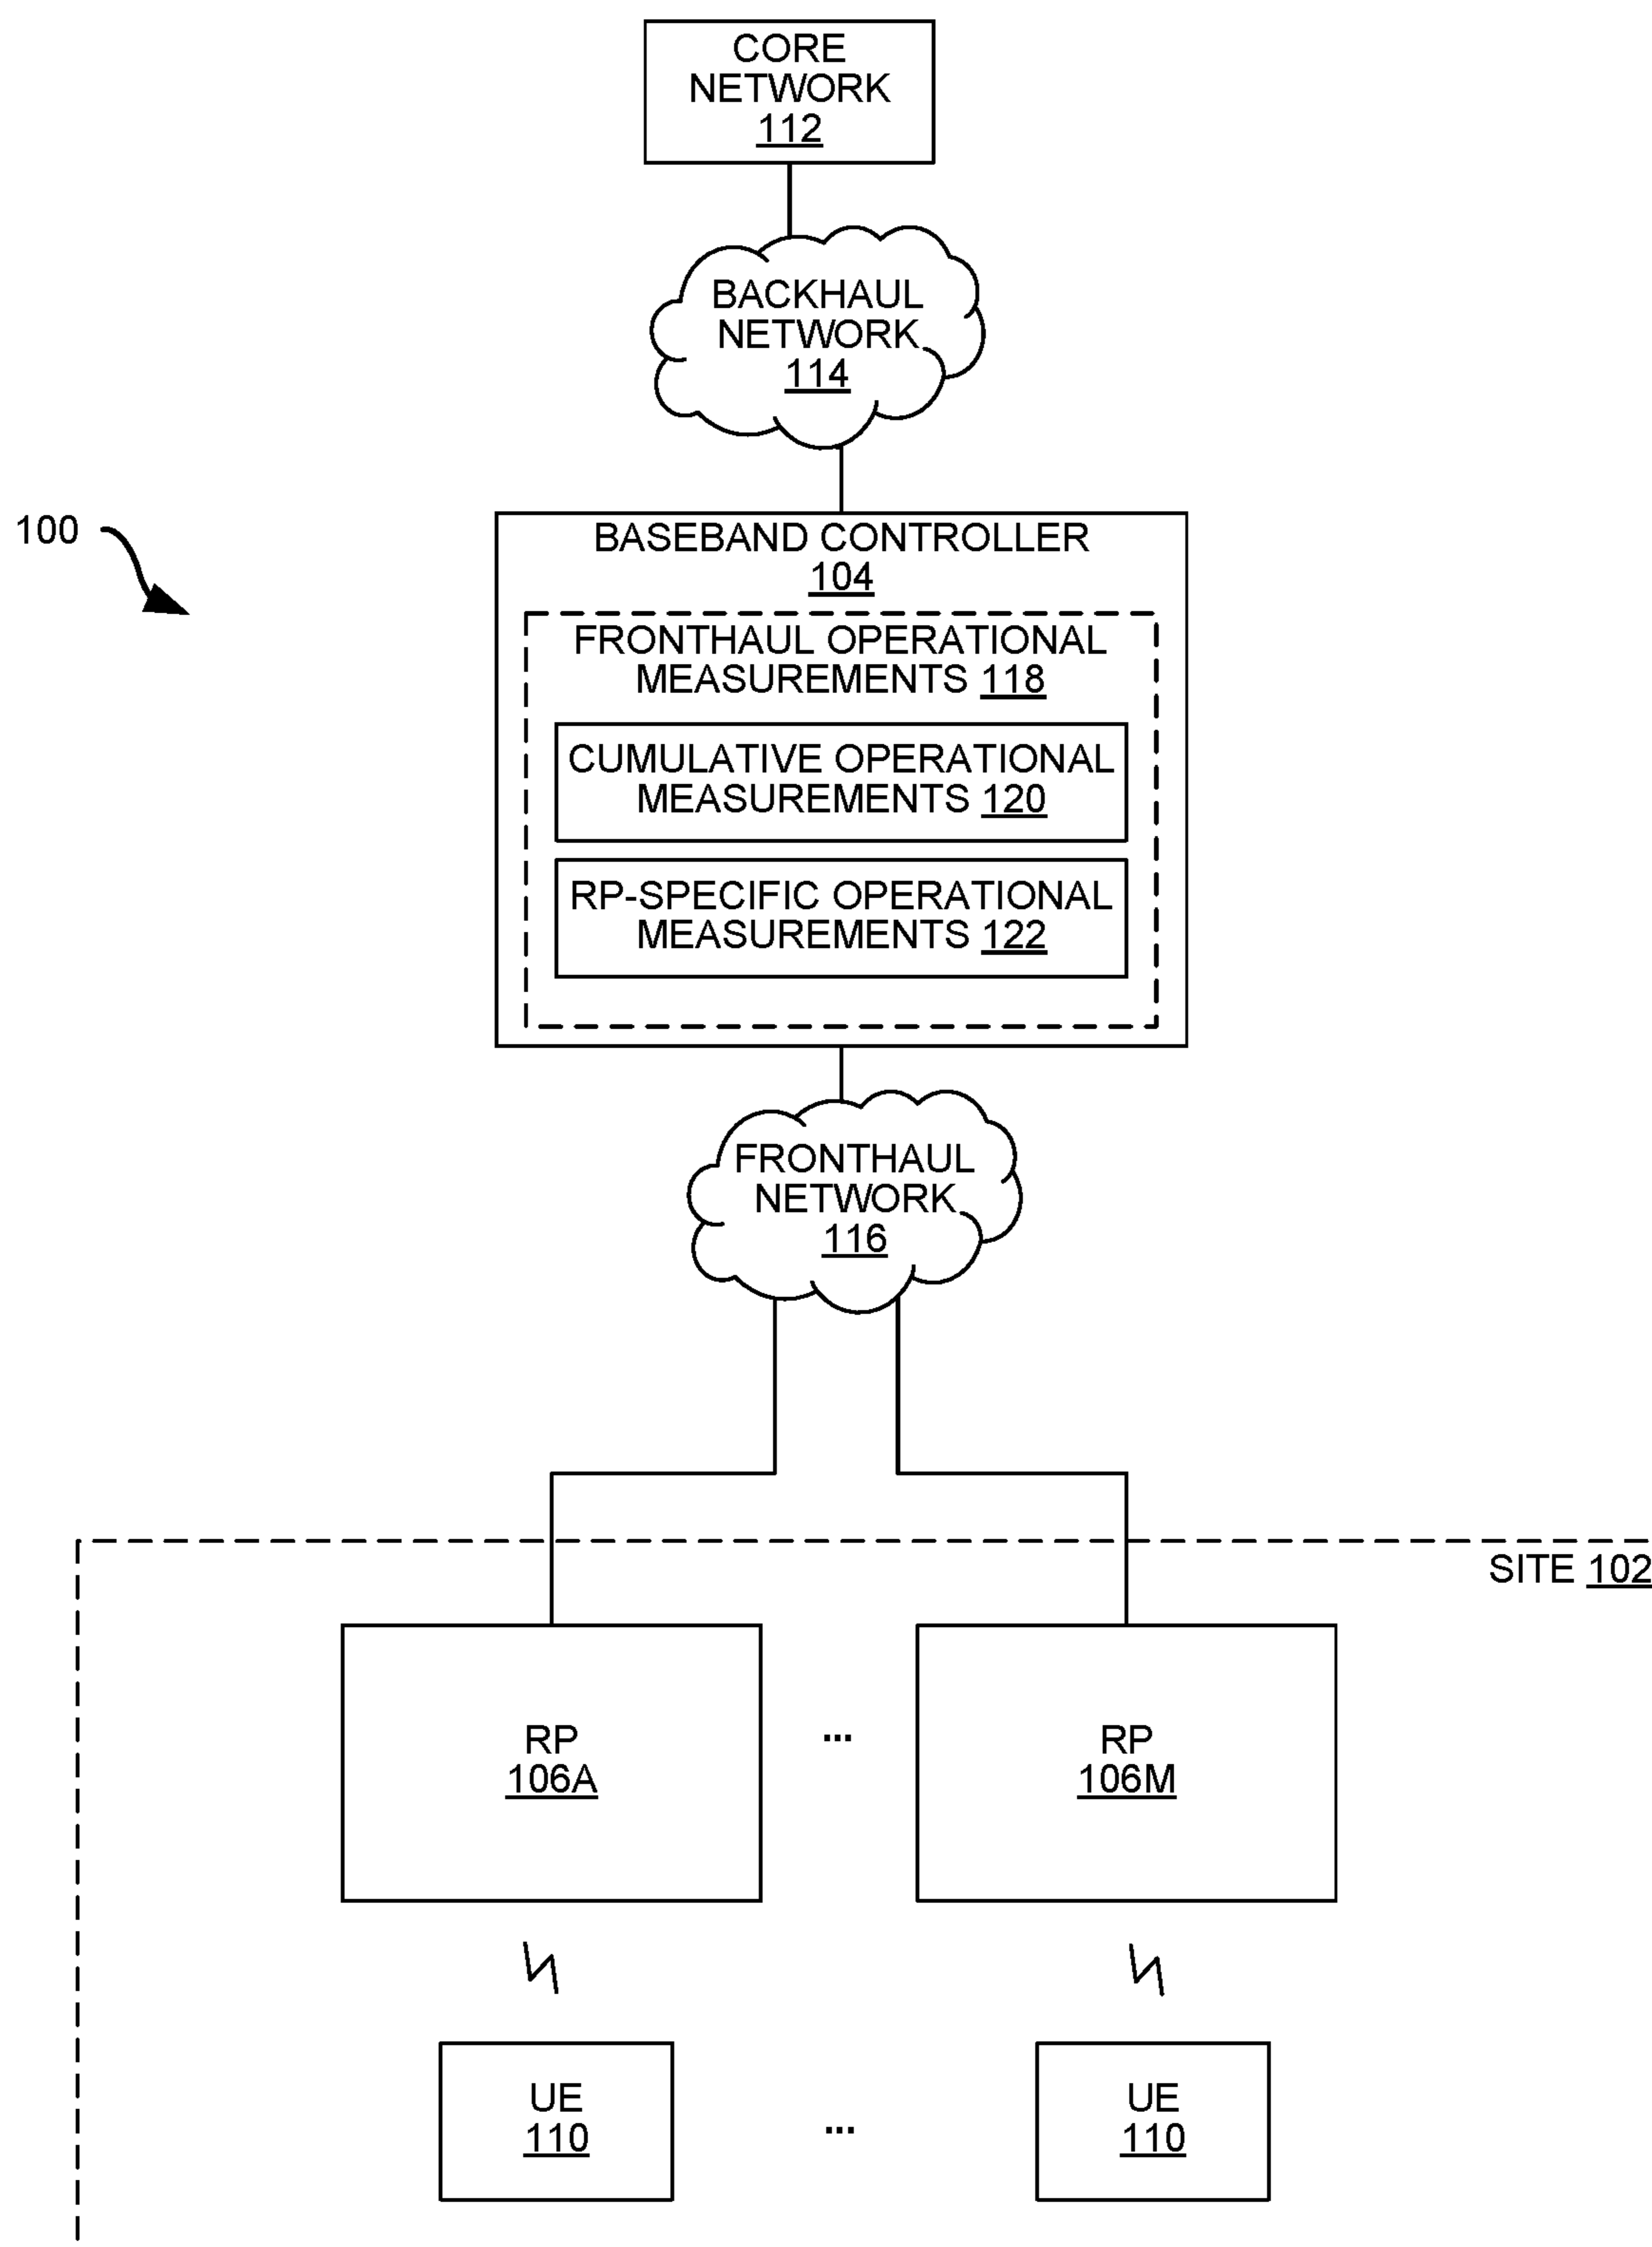 CORE
NETWORK
112
BACKHAUL
NETWORK
114
100
BASEBAND CONTROLLER
104
FRONTHAUL OPERATIONAL
MEASUREMENTS 118
CUMULATIVE OPERATIONAL
MEASUREMENTS 120
RP-SPECIFIC OPERATIONAL
MEASUREMENTS 122
FRONTHAUL
NETWORK
116
SITE 102
RP
106A
...
RP
106M
UE
110
...
UE
110